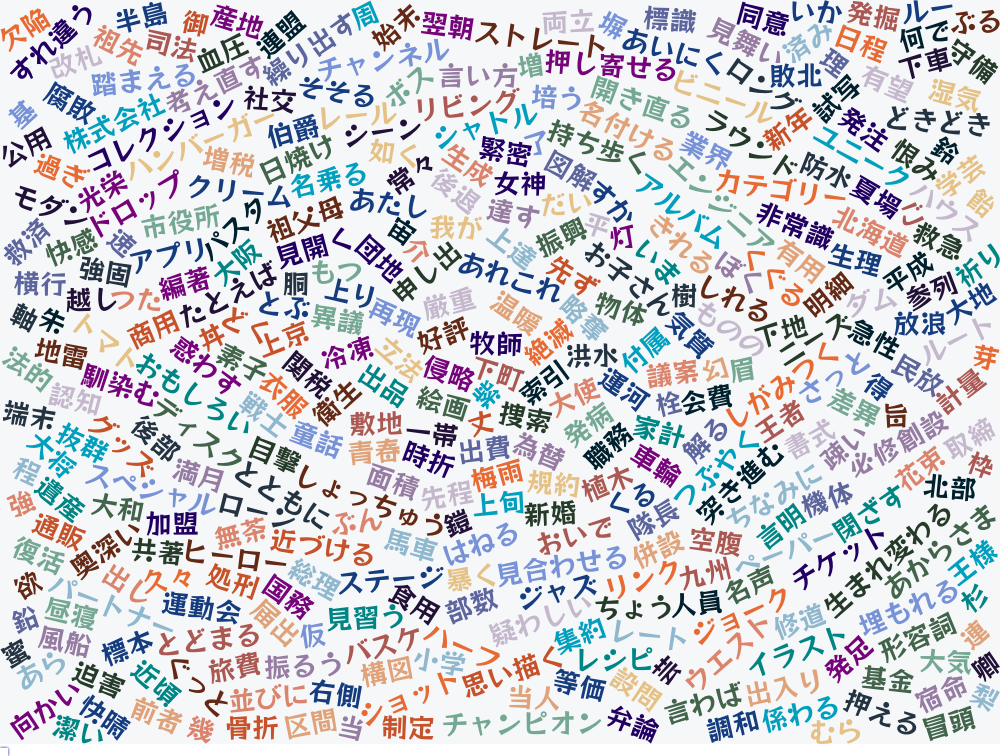 欠陥
すれ違う
半島
御
産地
連盟
周
始末
翌朝
ストレート
両立
塀
標識
同意
いか
発掘
ルー
ぶる
改札
祖先
司法
血圧
繰り出す
チャンネル
あいにく
見舞い
済み
日程
何で
下車
守備
踏まえる
考え直す
そそる
ボス
言い方
増
押し寄せる
ビニール
ロング
敗北
理
有望
湿気
基
腐敗
株式会社
コレクション
社交
レール
リビング
培う
開き直る
ラウンド
新年
発注
どきどき
公用
過ぎ
ハンバーガー
伯爵
シーン
シャドル
名付ける
業界
ユニーク
恨み
鈴
芸
光栄
増税
日焼け
如く
緊密
持ち歩く
エンジニア
防水
夏場
氷
飴
モダン
ドロップ
クリーム
名乗る
常々
生成
女神
図解
すか
カテゴリー
ハウス
救済
快感
速
市役所
パスタ
祖父母
あたし
後退
達す
だい
平
アルバム
非常識
北海道
救急
祈り
アプリ
大阪
見聞
団地
宙
介
我が
上達
振興
灯
いま
きれる
ぼく
有用
生理
平成
参列
横行
強固
編著
たとえば
胴
もつ
申し出
あれこれ
先ず
お子さん
樹
しれる
くぐる
明細
ダム
放浪
大地
軸
朱
越し
つた
商用
丼
どく
とぶ
上り
再現
厳重
温暖
略奪
物体
気質
ものの
下地
急性
ルート
芽
地雷
トマト
惑わす
素子
上京
異議
冷凍
立法
好評
牧師
絶滅
洪水
付属
議案
幻
眉
さっと
得
民放
計量
法的
認知
馴染む
おもしろい
衣服
関税
衛生
出品
侵略
下町
紫
索引
大使
運河
栓
会費
しがみつく
王者
差異
旨
創設
端末
グッズ
ディスク
戦士
童話
敷地
絵画
一帯
丈
捜索
発病
職務
家計
解る
書式
疎い
必修
取締
大将
抜群
後部
目撃
青春
時折
出費
為替
車輪
つぶやく
突き進む
花束
枠
程
スペシャル
満月
ローン
ともに
しょっちゅう
面積
先程
梅雨
規約
植木
くる
隊長
ちなみに
機体
閉ざす
北部
強
遺産
大和
加盟
無茶
ぶん
鎧
上旬
新婚
おいで
併設
空腹
言明
変わる
通販
奥深い
共著
ヒーロー
近づける
馬車
はねる
見合わせる
リンク
九州
ペーパー
チケット
あからさま
復活
欲
出し
久々
処刑
国務
総理
ステージ
暴く
ジャズ
名声
生まれ
王様
鉛
昼寝
パートナー
運動会
届出
仮
見習う
食用
部数
疑わしい
ちょう
人員
ジョーク
修道
埋もれる
杉
蜜
風船
標本
とどまる
バスケ
集約
レート
ウエスト
イラスト
形容詞
連
あら
迫害
近頃
ぐっと
旅費
振るう
構図
小学
思い描く
レシピ
発足
大気
卿
向かい
快晴
前者
幾
並びに
右側
ショット
当人
等価
設問
出入り
基金
宿命
梨
潔い
骨折
区間
当
制定
チャンピオン
弁論
言わば
調和
係わる
むら
押える
冒頭